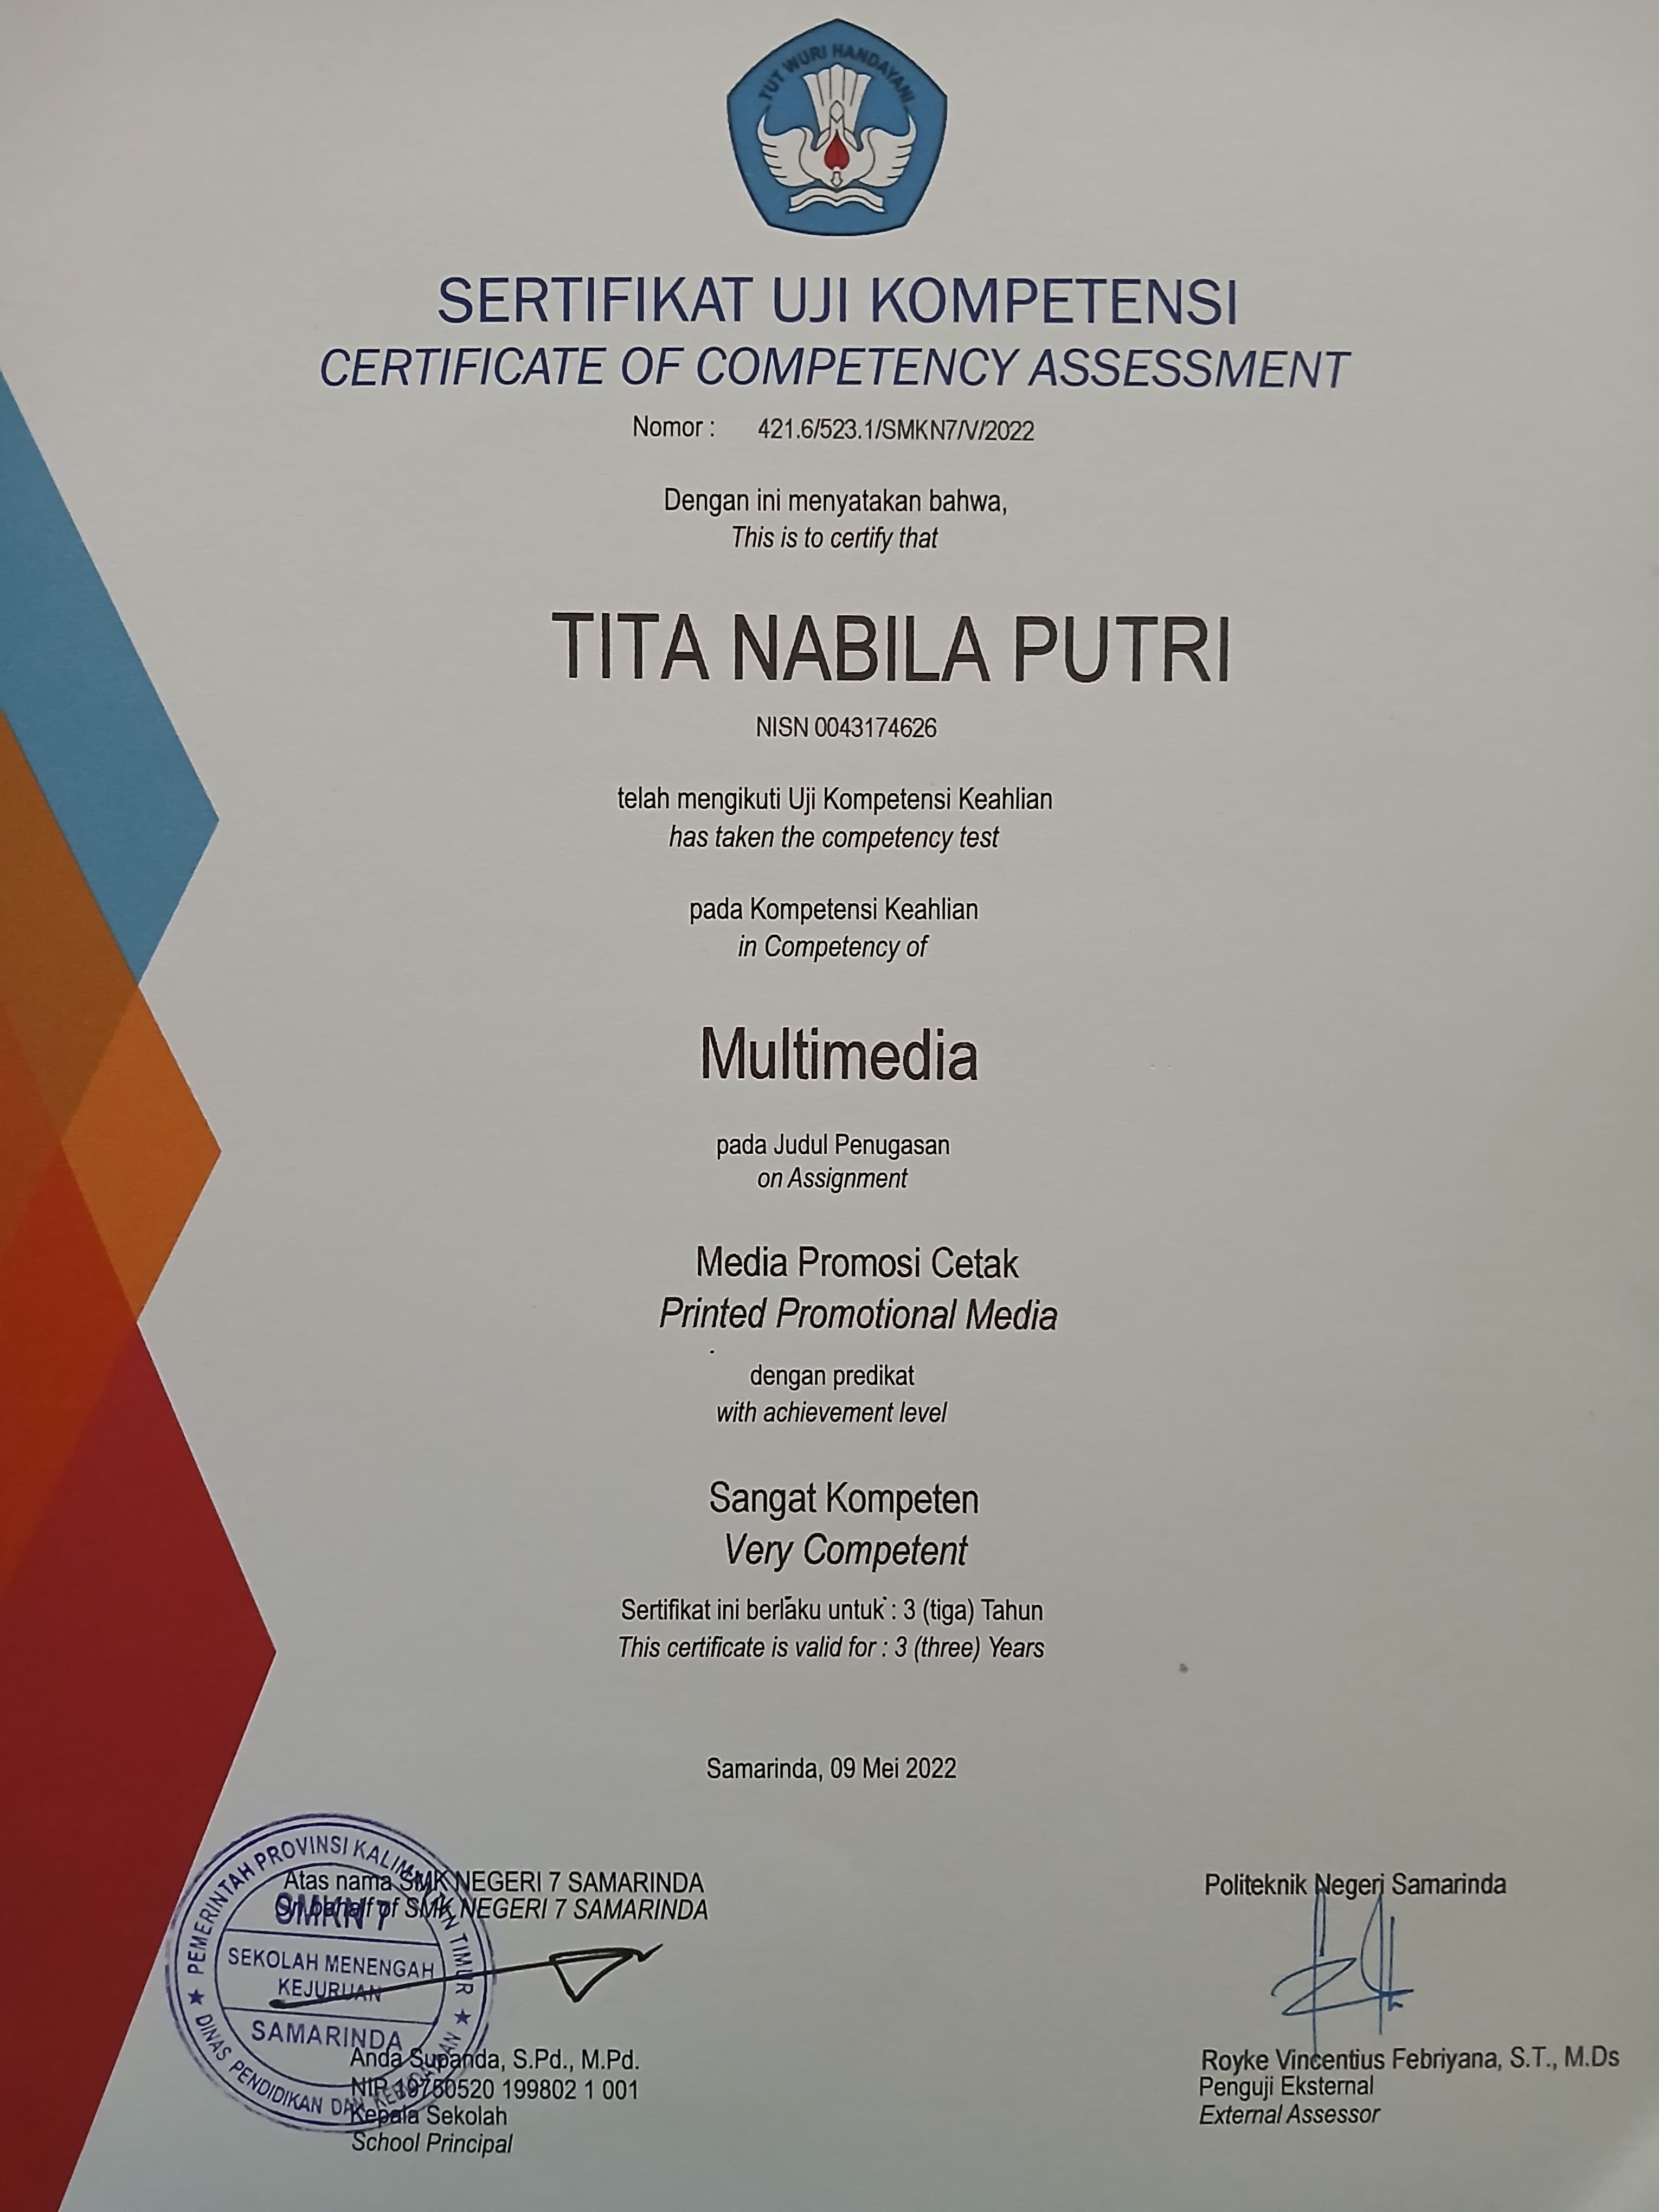 TUT WURI HANDAYANI
SERTIFIKAT UJI KOMPETENSI
CERTIFICATE OF COMPETENCY ASSESSMENT
Nomor : 421.6/523.1/SMKN7/V/2022
Dengan ini menyatakan bahwa,
This is to certify that
TITA NABILA PUTRI
NISN 0043174626
telah mengikuti Uji Kompetensi Keahlian
has taken the competency test
pada Kompetensi Keahlian
in Competency of
Multimedia
pada Judul Penugasan
on Assignment
Media Promosi Cetak
Printed Promotional Media
dengan predikat
with achievement level
Sangat Kompeten
Very Competent
Sertifikat ini berlaku untuk : 3 (tiga) Tahun
This certificate is valid for : 3 (three) Years
Samarinda, 09 Mei 2022
Atas nama SMK NEGERI 7 SAMARINDA
On behalf of SMK NEGERI 7 SAMARINDA
PEMERINTAH PROVINSI KALIMANTAN TIMUR
SMKN 7
SEKOLAH MENENGAH
KEJURUAN
SAMARINDA
DINAS PENDIDIKAN DAN KEBUDAYAAN
Anda Supanda, S.Pd., M.Pd.
NIP 19750520 199802 1 001
Kepala Sekolah
School Principal
Politeknik Negeri Samarinda
Royke Vincentius Febriyana, S.T., M.Ds
Penguji Eksternal
External Assessor